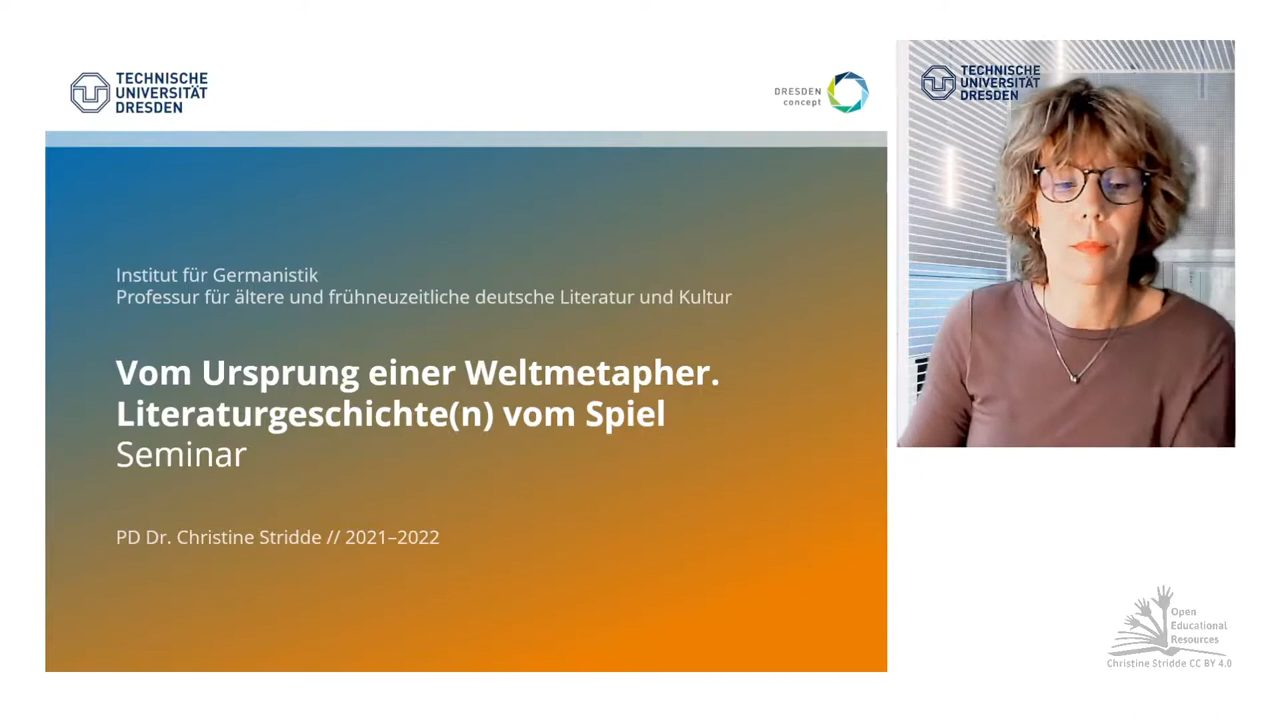 TECHNISCHE
UNIVERSITÄT
DRESDEN
DRESDEN
concept
TECHNISCHE
UNIVERSITÄT
DRESDEN
Institut für Germanistik
Professur für ältere und frühneuzeitliche deutsche Literatur und Kultur
Vom Ursprung einer Weltmetapher.
Literaturgeschichte(n) vom Spiel
Seminar
PD Dr. Christine Stridde // 2021–2022
Open
Educational
Resources
Christine Stridde CC BY 4.0